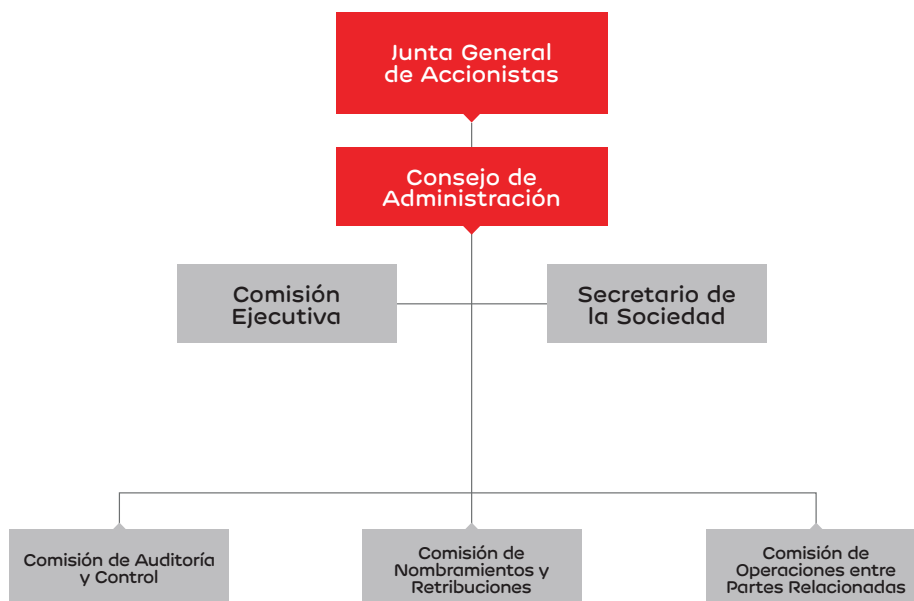 Junta General
de Accionistas
Consejo de
Administración
Comisión
Ejecutiva
Secretario de
la Sociedad
Comisión de Auditoría
y Control
Comisión de
Nombramientos y
Retribuciones
Comisión de
Operaciones entre
Partes Relacionadas